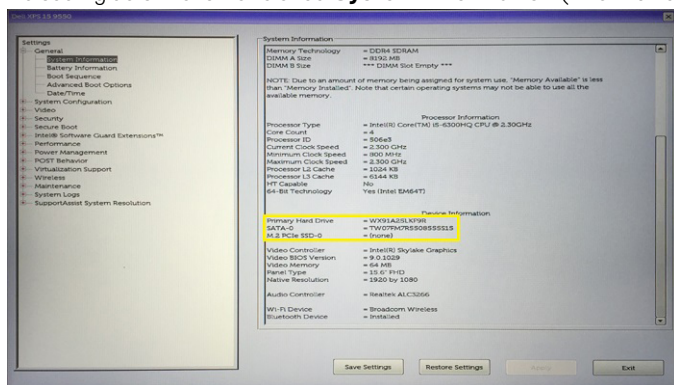 Dell XPS 15 9550
Settings
General
System Information
Battery Information
Boot Sequence
Advanced Boot Options
Date/Time
System Configuration
Video
Security
Secure Boot
Intel® Software Guard Extensions™
Performance
Power Management
POST Behavior
Virtualization Support
Wireless
Maintenance
System Logs
SupportAssist System Resolution
System Information
Memory Technology = DDR4 SDRAM
DIMM A Size = 8192 MB
DIMM B Size *** DIMM Slot Empty ***
NOTE: Due to an amount of memory being assigned for system use, "Memory Available" is less
than "Memory Installed". Note that certain operating systems may not be able to use all the
available memory.
Processor Information
Processor Type = Intel(R) Core(TM) i5-6300HQ CPU @ 2.30GHz
Core Count = 4
Processor ID = 506e3
Current Clock Speed = 2.300 GHz
Minimum Clock Speed = 800 MHz
Maximum Clock Speed = 2.300 GHz
Processor L2 Cache = 1024 KB
Processor L3 Cache = 6144 KB
HT Capable No
64-Bit Technology Yes (Intel EM64T)
Device Information
Primary Hard Drive
SATA-0
M.2 PCIe SSD-0 = (none)
Video Controller = Intel(R) Skylake Graphics
Video BIOS Version = 9.0.1029
Video Memory = 64 MB
Panel Type = 15.6" FHD
Native Resolution = 1920 by 1080
Audio Controller = Realtek ALC3266
Wi-Fi Device = Broadcom Wireless
Bluetooth Device = Installed
Save Settings
Restore Settings
Apply
Exit